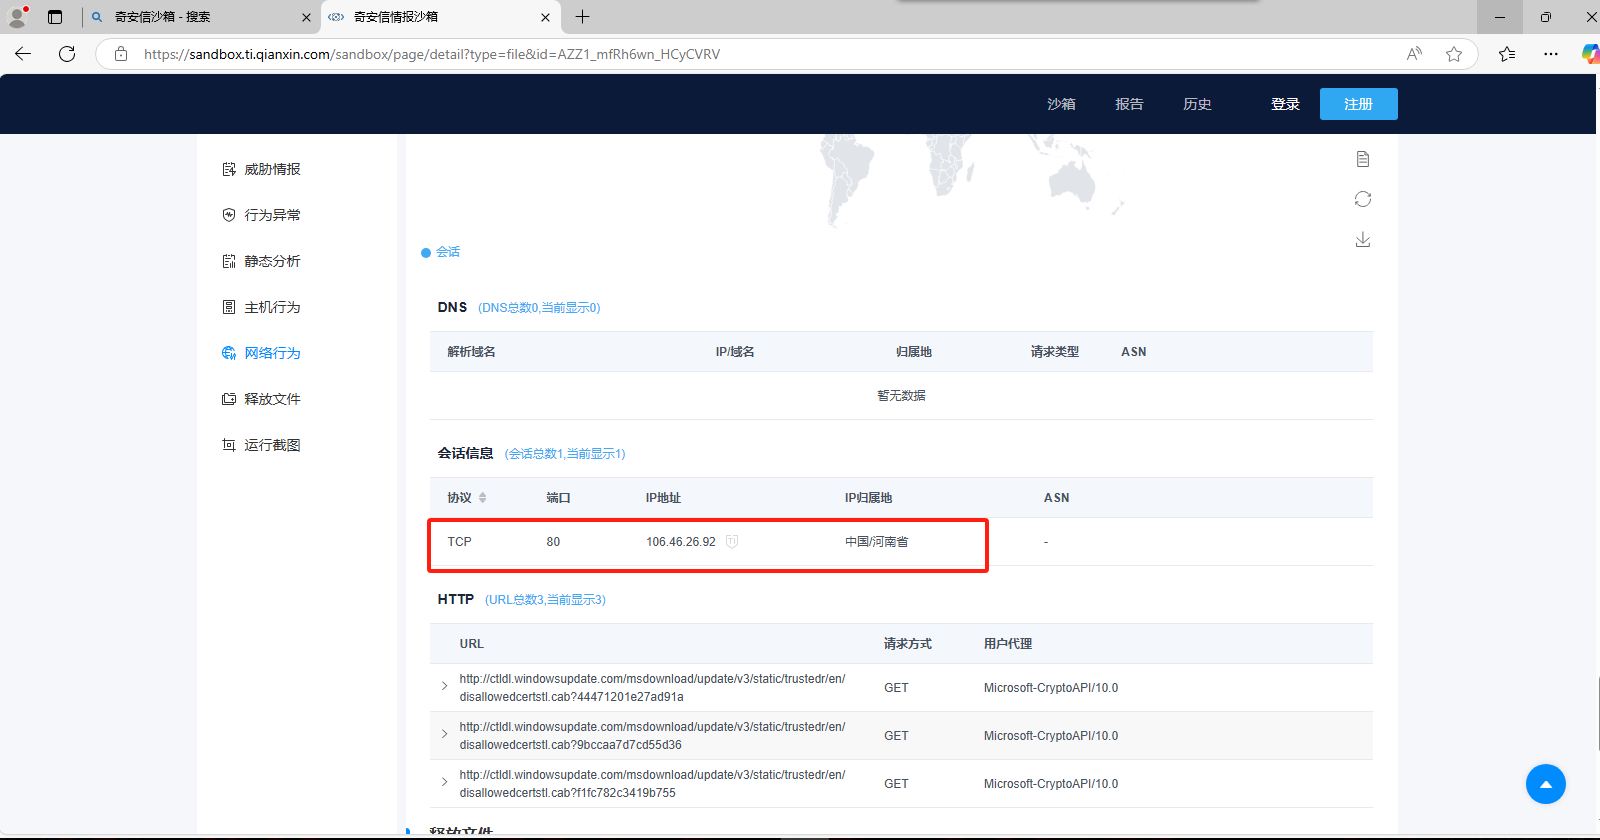 奇安信沙箱 - 搜索
奇安信情报沙箱
https://sandbox.ti.qianxin.com/sandbox/page/detail?type=file&id=AZZ1_mfRh6wn_HCyCVRV
沙箱 报告 历史 登录 注册
威胁情报
行为异常
静态分析
主机行为
网络行为
释放文件
运行截图
会话
DNS (DNS总数0,当前显示0)
解析域名 IP/域名 归属地 请求类型 ASN
暂无数据
会话信息 (会话总数1,当前显示1)
协议 端口 IP地址 IP归属地 ASN
TCP 80 106.46.26.92 中国/河南省 -
HTTP (URL总数3,当前显示3)
URL 请求方式 用户代理
http://ctldl.windowsupdate.com/msdownload/update/v3/static/trustedr/en/
disallowedcertstl.cab?44471201e27ad91a
GET Microsoft-CryptoAPI/10.0
http://ctldl.windowsupdate.com/msdownload/update/v3/static/trustedr/en/
disallowedcertstl.cab?9bccaa7d7cd55d36
GET Microsoft-CryptoAPI/10.0
http://ctldl.windowsupdate.com/msdownload/update/v3/static/trustedr/en/
disallowedcertstl.cab?f1fc782c3419b755
GET Microsoft-CryptoAPI/10.0
释放文件